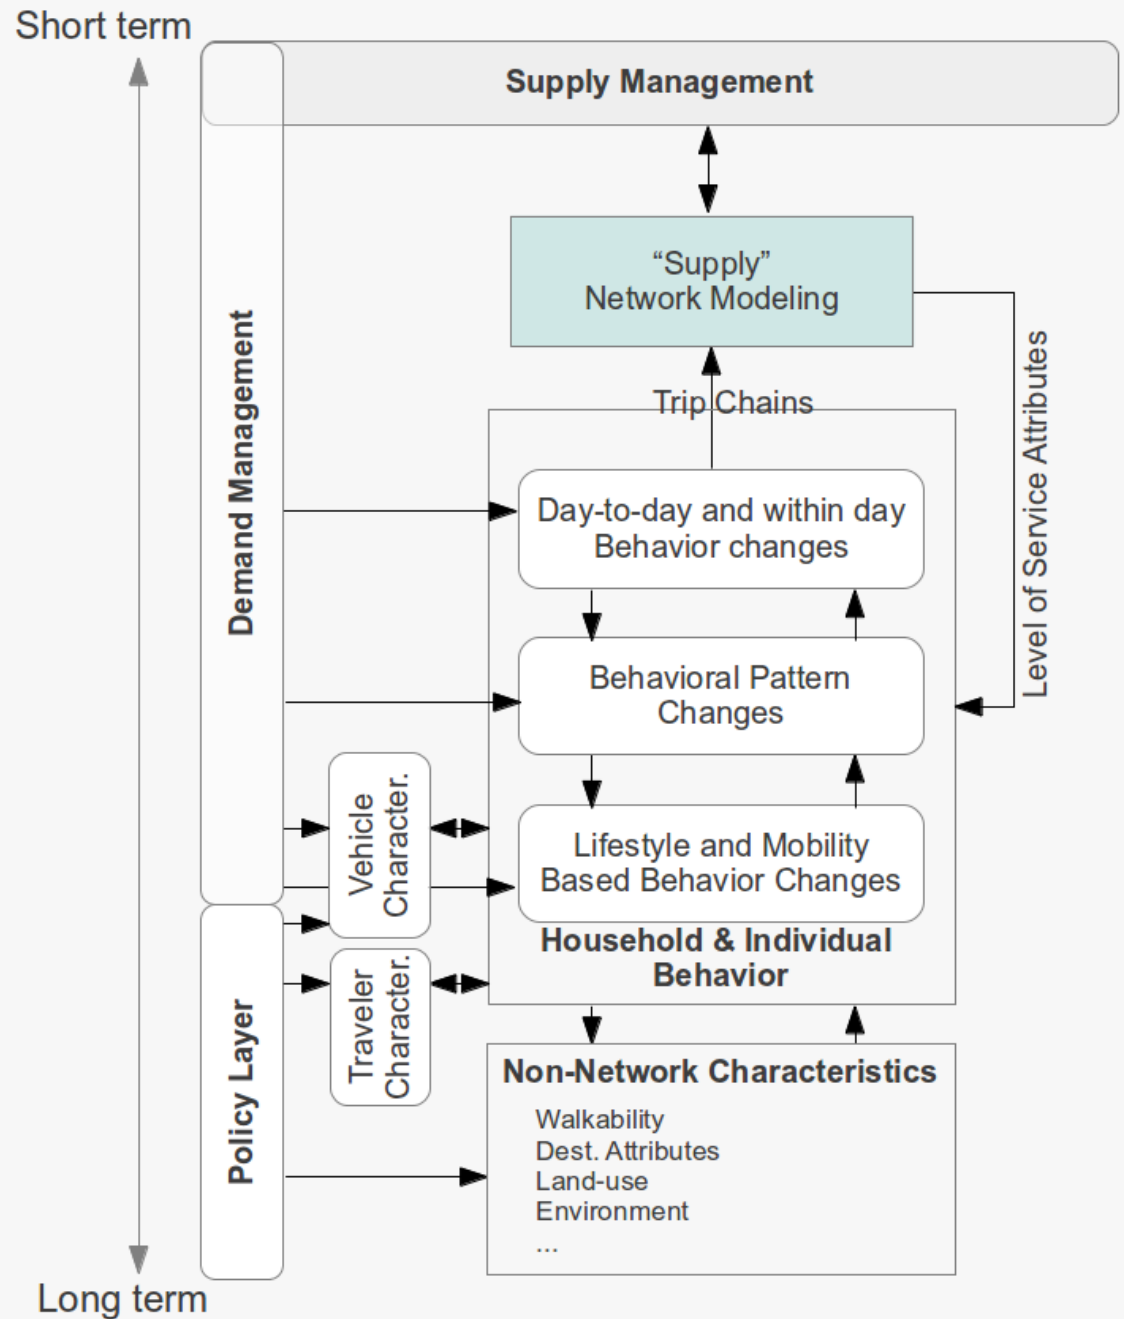 Short term
Supply Management
“Supply”
Network Modeling
Trip Chains
Level of Service Attributes
Demand Management
Day-to-day and within day
Behavior changes
Behavioral Pattern
Changes
Vehicle
Character.
Lifestyle and Mobility
Based Behavior Changes
Household & Individual
Behavior
Policy Layer
Traveler
Character.
Non-Network Characteristics
Walkability
Dest. Attributes
Land-use
Environment
...
Long term